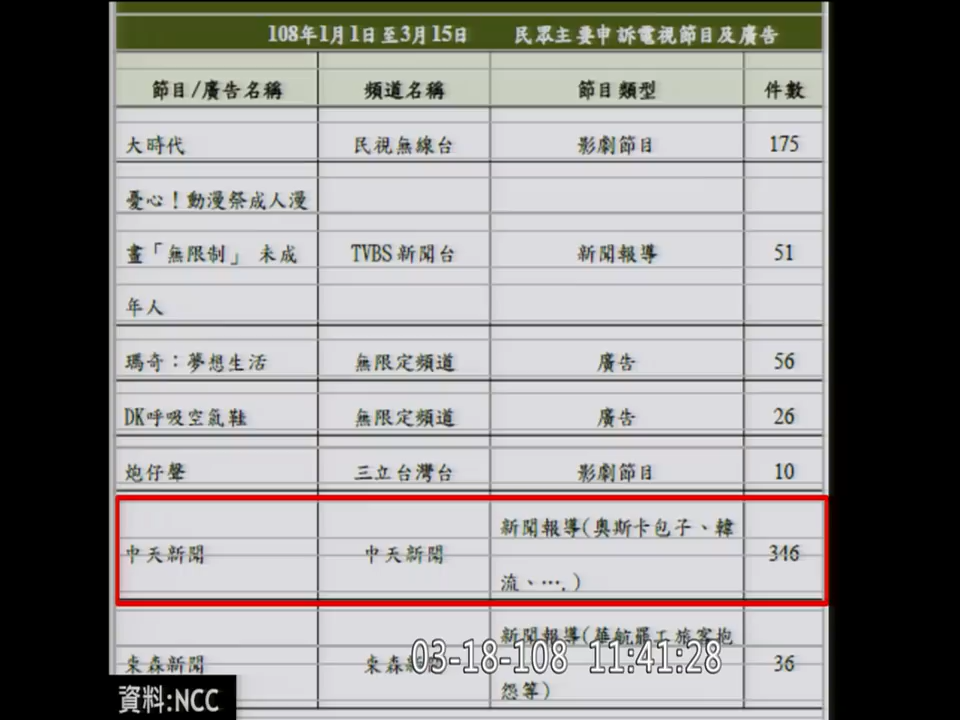 108年1月1日至3月15日 民眾主要申訴電視節目及廣告
節目/廣告名稱 頻道名稱 節目類型 件數
大時代 民視無線台 影劇節目 175
憂心！動漫祭成人漫
畫「無限制」 未成 TVBS新聞台 新聞報導 51
年人
瑪奇：夢想生活 無限定頻道 廣告 56
DK呼吸空氣鞋 無限定頻道 廣告 26
炮仔聲 三立台灣台 影劇節目 10
新聞報導(奧斯卡包子、韓
中天新聞 中天新聞 346
流、….)
新聞報導(華航罷工旅客抱
東森新聞 東森新聞 36
怨等)
03-18-108 11:41:28
資料:NCC